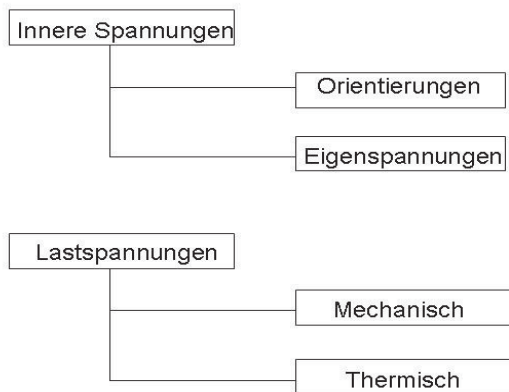 Innere Spannungen
Orientierungen
Eigenspannungen
Lastspannungen
Mechanisch
Thermisch